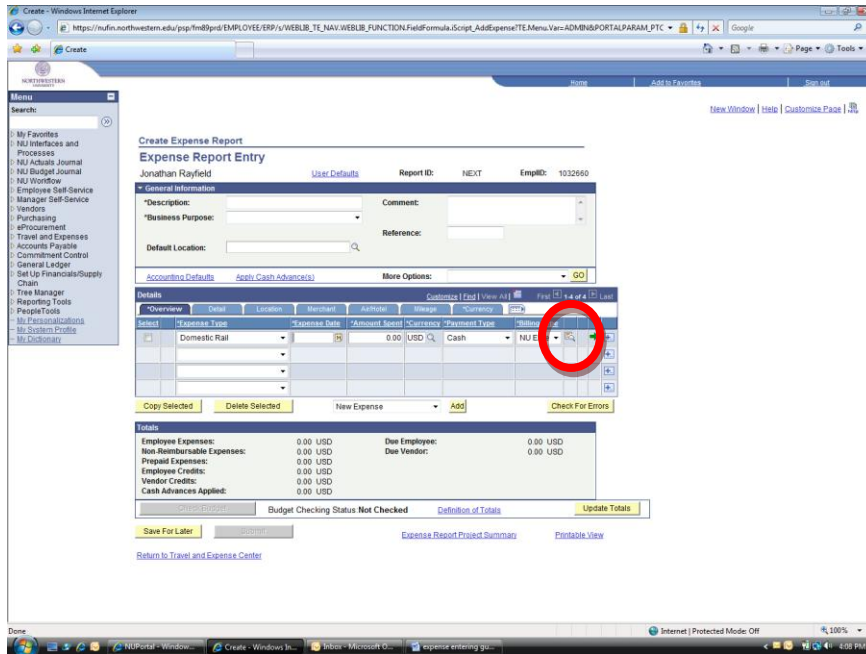 Create - Windows Internet Explorer
https://nufin.northwestern.edu/psp/fm89prd/EMPLOYEE/ERP/s/WEBLIB_TE_NAV.WEBLIB_FUNCTION.FieldFormula.iScript_AddExpense?TE.Menu.Var=ADMIN&PORTALPARAM_PTC
Google
Create
Page
Tools
NORTHWESTERN
UNIVERSITY
Home
Add to Favorites
Sign out
Menu
Search:
New Window | Help | Customize Page |
My Favorites
NU Interfaces and
Processes
NU Actuals Journal
NU Budget Journal
NU Workflow
Employee Self-Service
Manager Self-Service
Vendors
Purchasing
eProcurement
Travel and Expenses
Accounts Payable
Commitment Control
General Ledger
Set Up Financials/Supply
Chain
Tree Manager
Reporting Tools
PeopleTools
My Personalizations
My System Profile
My Dictionary
Create Expense Report
Expense Report Entry
Jonathan Rayfield
User Defaults
Report ID: NEXT
EmplID: 1032660
General Information
*Description:
Comment:
*Business Purpose:
Reference:
Default Location:
Accounting Defaults
Apply Cash Advance(s)
More Options:
GO
Details
Customize | Find | View All |
First 1-4 of 4 Last
*Overview
Detail
Location
Merchant
Air/Hotel
Mileage
*Currency
Select
*Expense Type
*Expense Date
*Amount Spent
*Currency
*Payment Type
*Billing
Domestic Rail
0.00
USD
Cash
NU
Copy Selected
Delete Selected
New Expense
Add
Check For Errors
Totals
Employee Expenses: 0.00 USD
Due Employee: 0.00 USD
Non-Reimbursable Expenses: 0.00 USD
Due Vendor: 0.00 USD
Prepaid Expenses: 0.00 USD
Employee Credits: 0.00 USD
Vendor Credits: 0.00 USD
Cash Advances Applied: 0.00 USD
Check Budget
Budget Checking Status: Not Checked
Definition of Totals
Update Totals
Save For Later
Submit
Expense Report Project Summary
Printable View
Return to Travel and Expense Center
Done
Internet | Protected Mode: Off
100%
NUPortal - Window...
Create - Windows In...
Inbox - Microsoft O...
expense entering gu...
4:08 PM